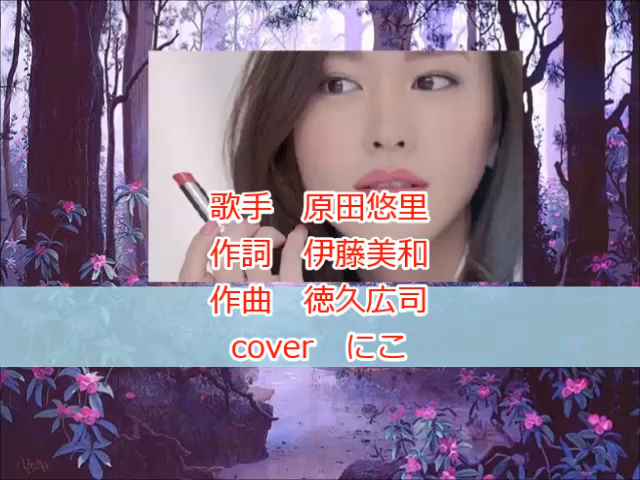 歌手　原田悠里
作詞　伊藤美和
作曲　徳久広司
cover　にこ